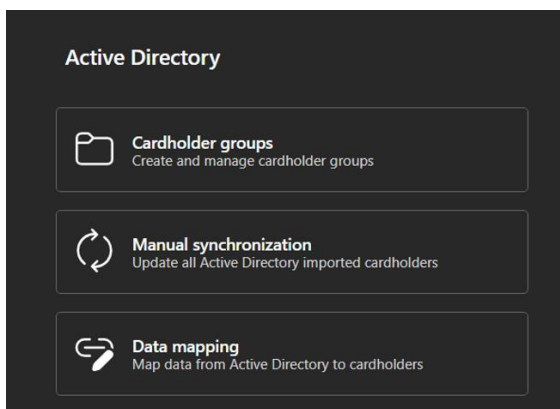 Active Directory
Cardholder groups
Create and manage cardholder groups
Manual synchronization
Update all Active Directory imported cardholders
Data mapping
Map data from Active Directory to cardholders